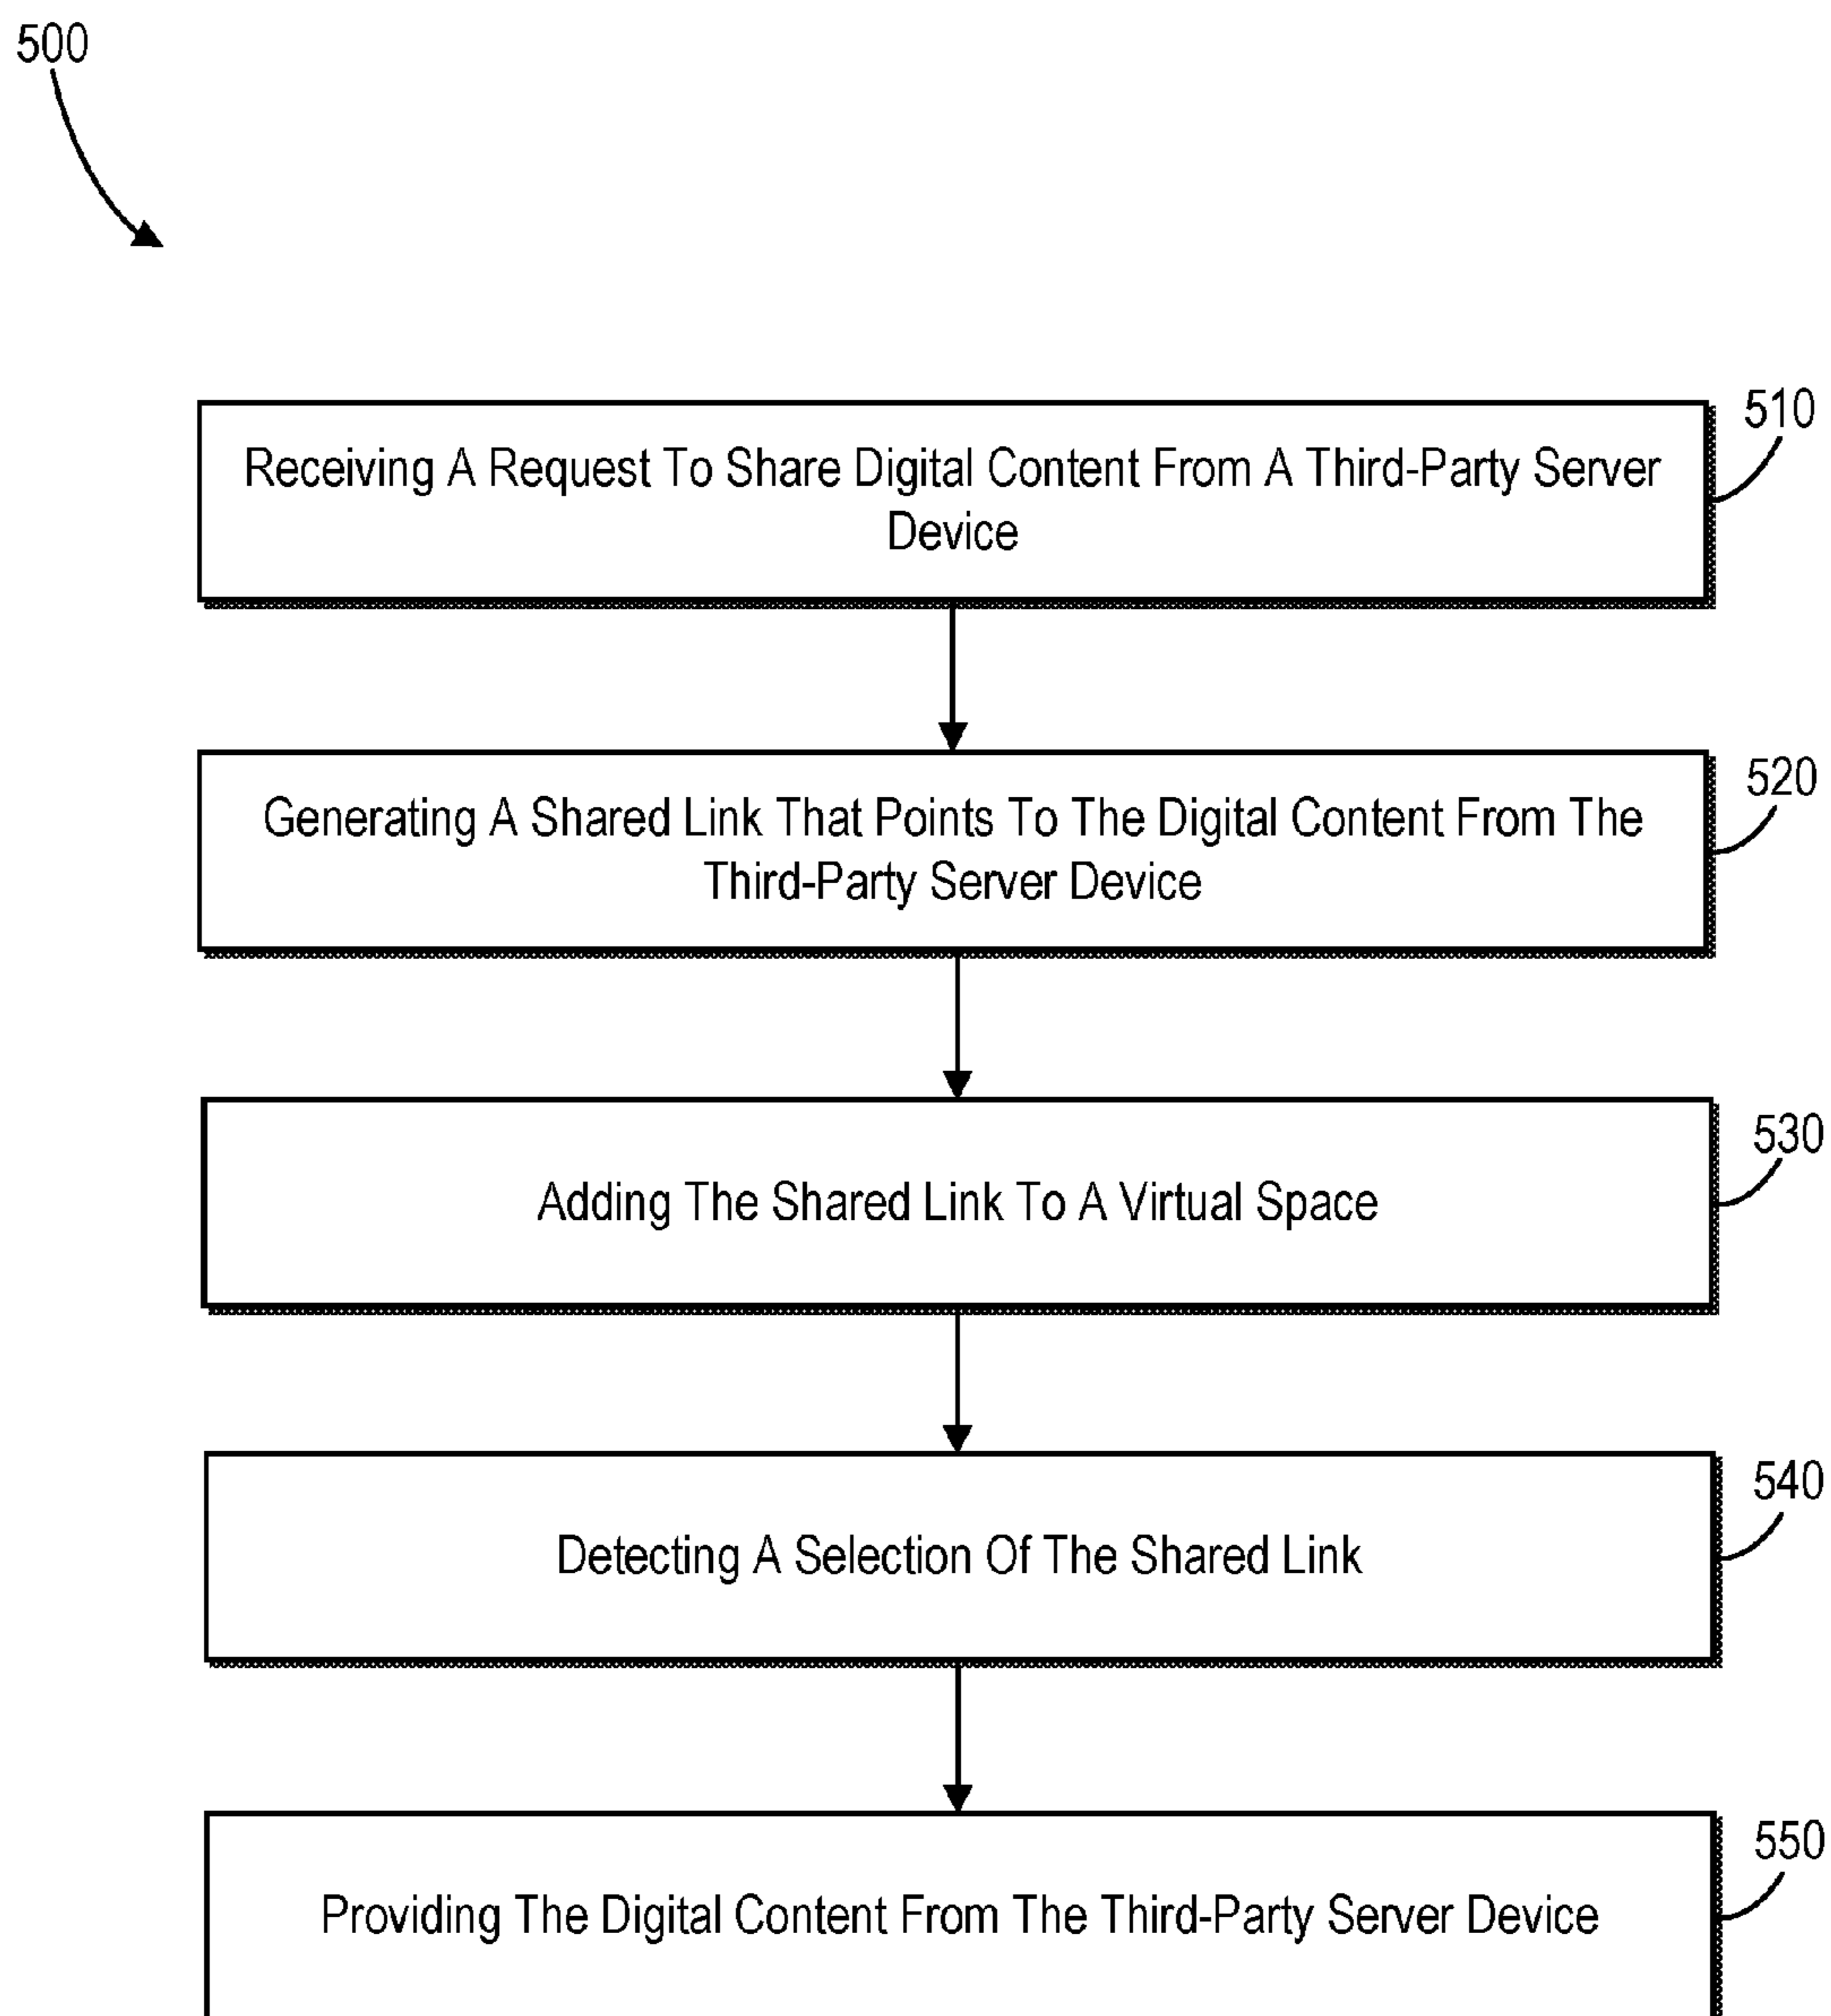 500
510
Receiving A Request To Share Digital Content From A Third-Party Server
Device
520
Generating A Shared Link That Points To The Digital Content From The
Third-Party Server Device
530
Adding The Shared Link To A Virtual Space
540
Detecting A Selection Of The Shared Link
550
Providing The Digital Content From The Third-Party Server Device